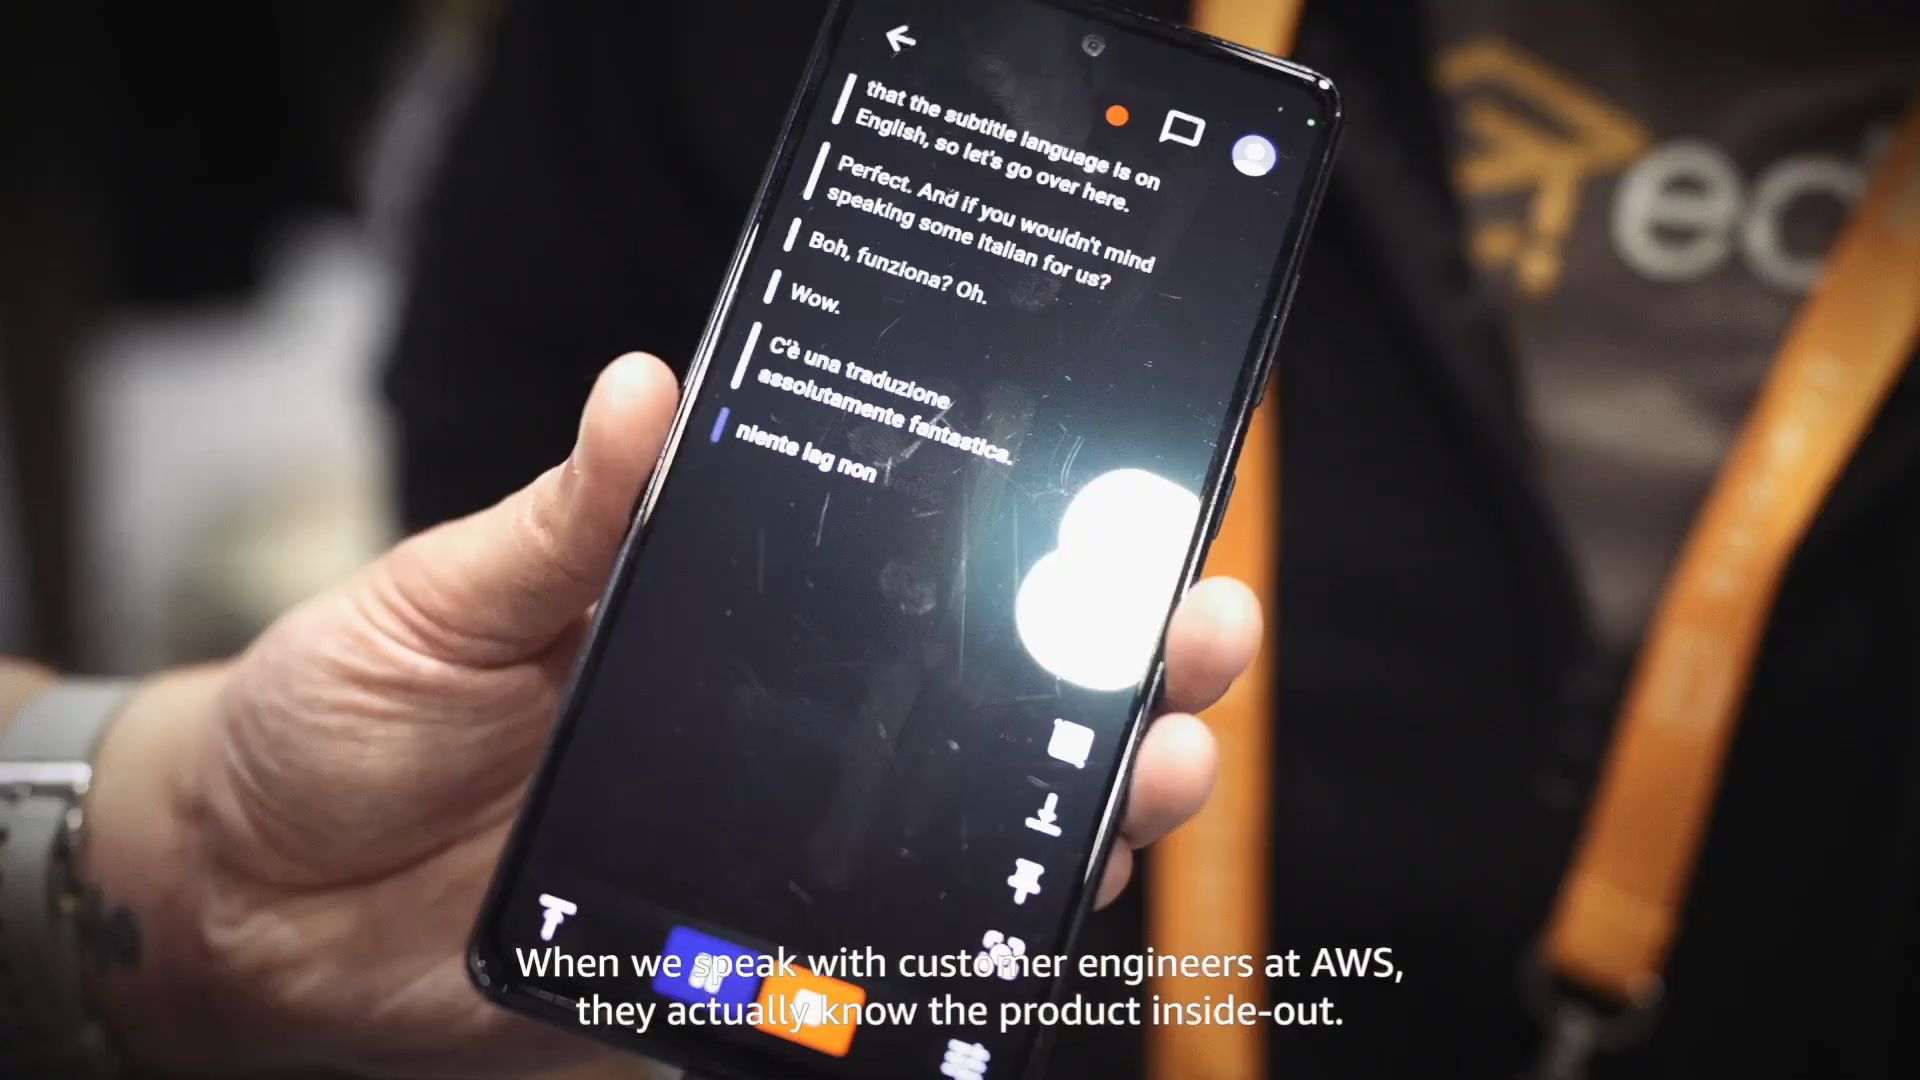 that the subtitle language is on
English, so let's go over here.
Perfect. And if you wouldn't mind
speaking some Italian for us?
Boh, funziona? Oh.
Wow.
C'è una traduzione
assolutamente fantastica.
niente lag non
ed
When we speak with customer engineers at AWS,
they actually know the product inside-out.